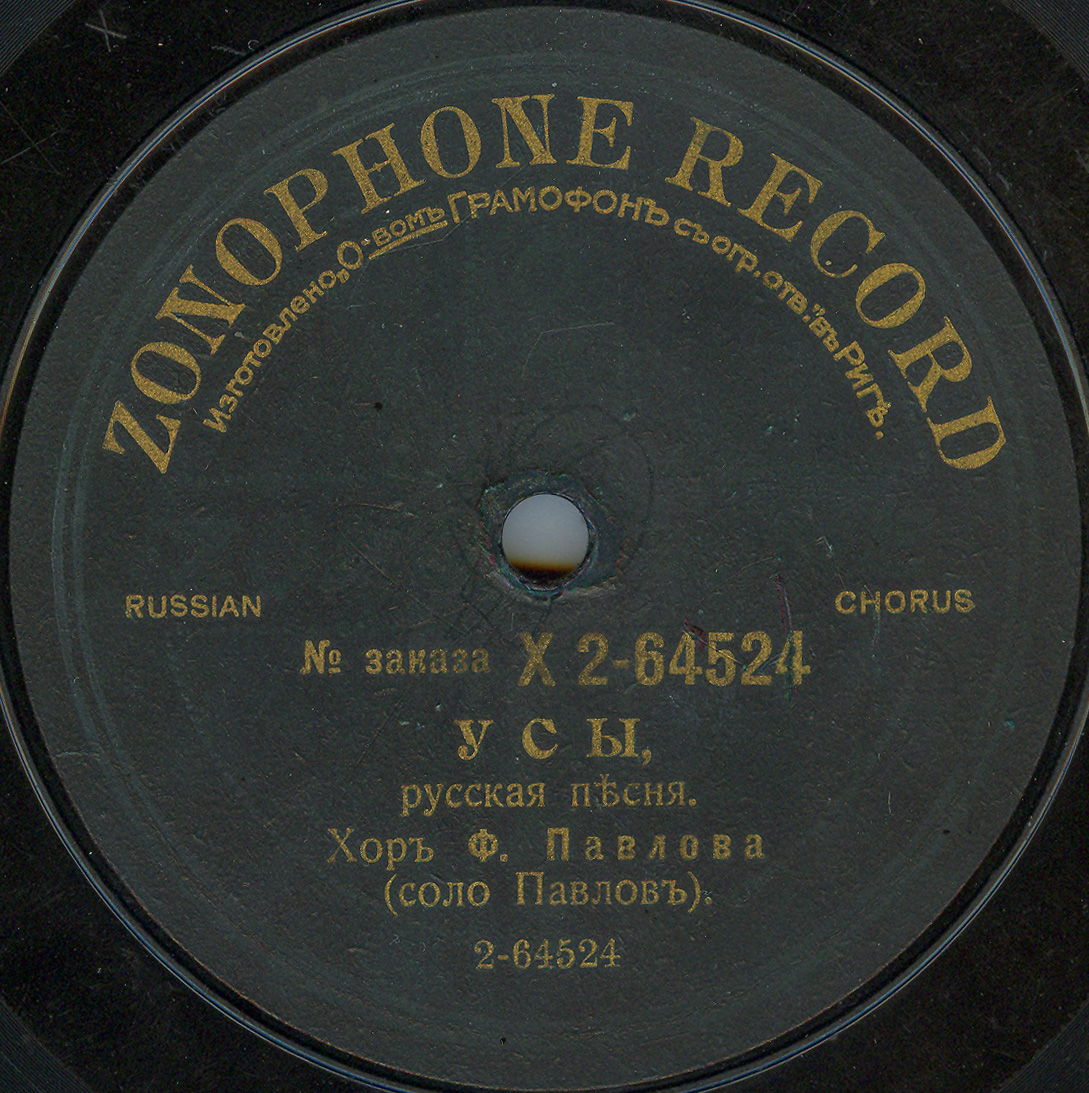 ZONOPHONE RECORD
Изготовлено „О-вомъ ГРАМОФОНЪ съ огр. отв." въ Ригѣ.
RUSSIAN CHORUS
№ заказа X 2-64524
УСЫ,
русская пѣсня.
Хоръ Ф. Павлова
(соло Павловъ).
2-64524